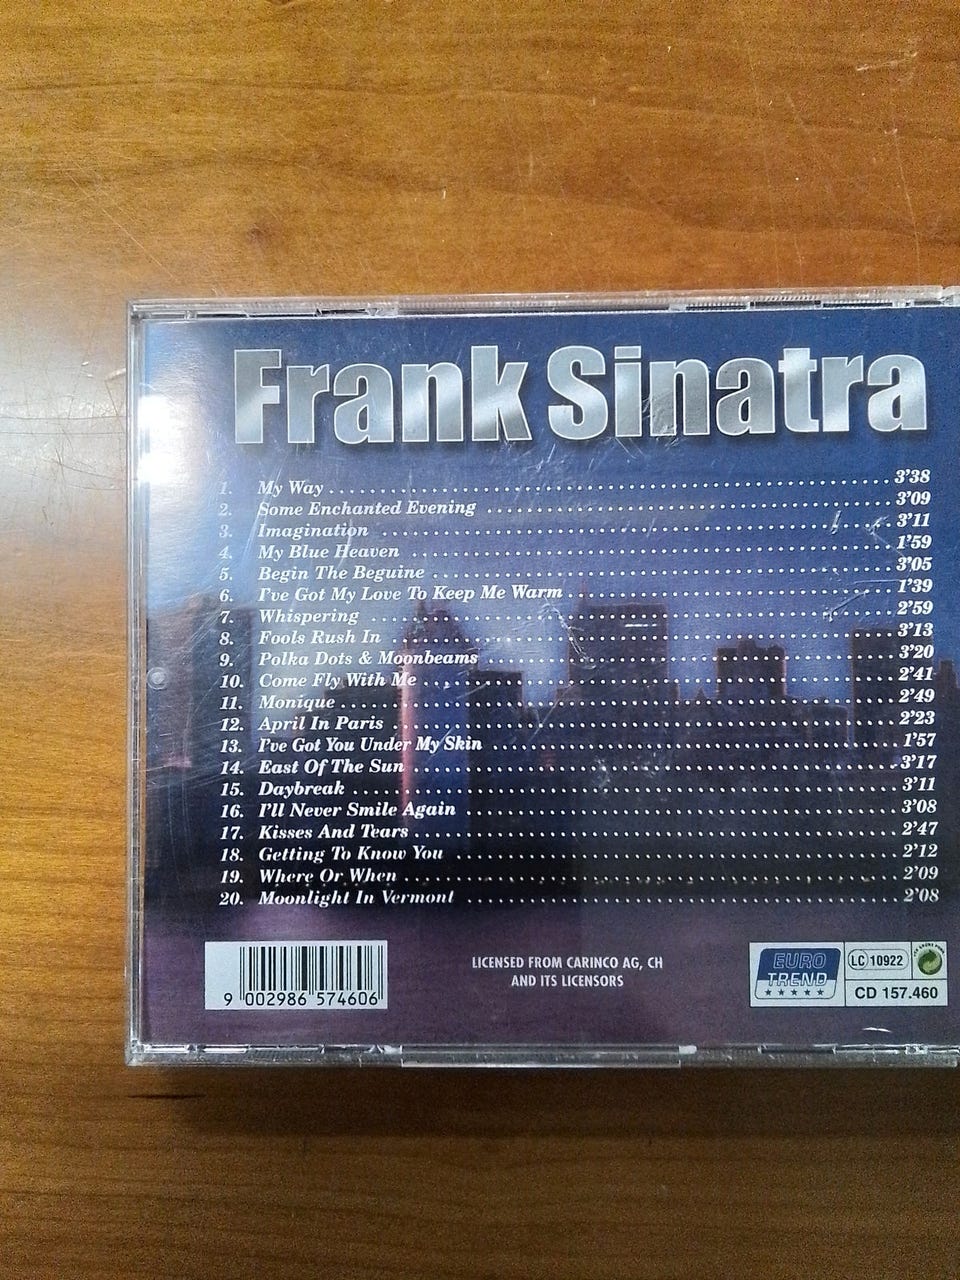 Frank Sinatra
1. My Way 3'38
2. Some Enchanted Evening 3'09
3. Imagination 3'11
4. My Blue Heaven 1'59
5. Begin The Beguine 3'05
6. I've Got My Love To Keep Me Warm 1'39
7. Whispering 2'59
8. Fools Rush In 3'13
9. Polka Dots & Moonbeams 3'20
10. Come Fly With Me 2'41
11. Monique 2'49
12. April In Paris 2'23
13. I've Got You Under My Skin 1'57
14. East Of The Sun 3'17
15. Daybreak 3'11
16. I'll Never Smile Again 3'08
17. Kisses And Tears 2'47
18. Getting To Know You 2'12
19. Where Or When 2'09
20. Moonlight In Vermont 2'08
9 002986 574606
LICENSED FROM CARINCO AG, CH
AND ITS LICENSORS
EURO
TREND
LC 10922
CD 157.460